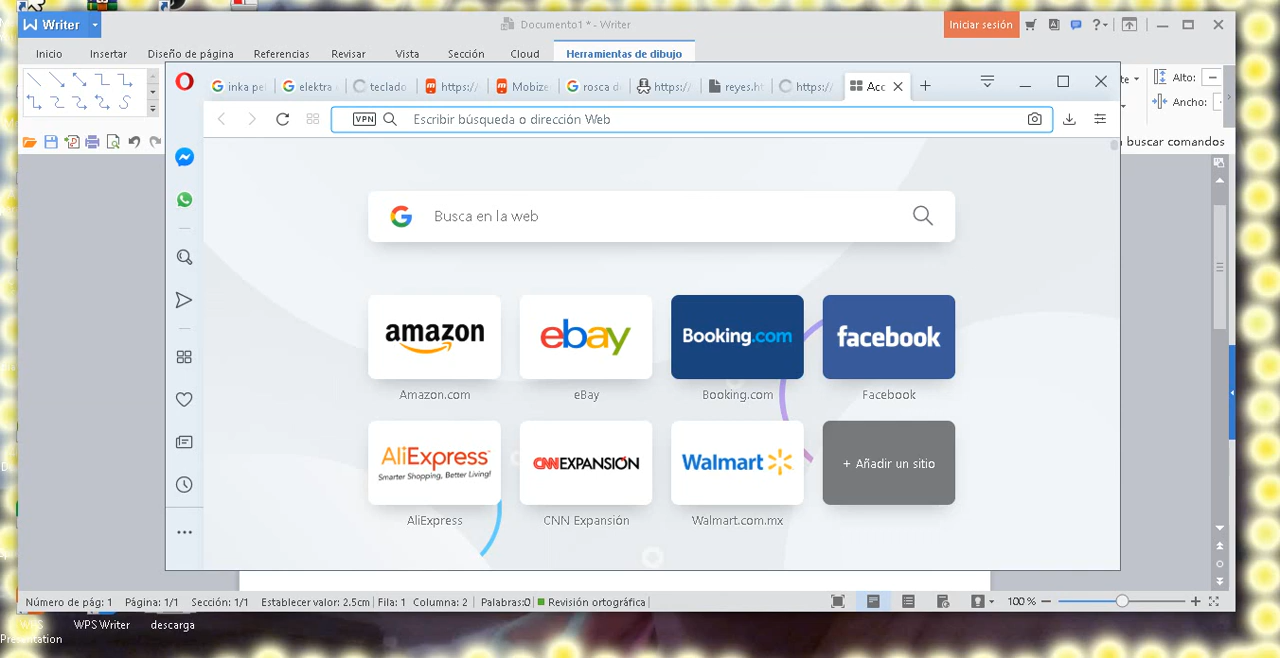 Writer
Documento1 * - Writer
Iniciar sesión
Inicio Insertar Diseño de página Referencias Revisar Vista Sección Cloud Herramientas de dibujo
inka pe elektra teclado https:/ Mobize rosca d https:/ reyes.h https:/ Acc
te Alto:
Ancho:
VPN Escribir búsqueda o dirección Web
buscar comandos
Busca en la web
amazon ebay Booking.com facebook
Amazon.com eBay Booking.com Facebook
AliExpress CNNEXPANSIÓN Walmart + Añadir un sitio
Smarter Shopping, Better Living!
AliExpress CNN Expansión Walmart.com.mx
Número de pág: 1 Página: 1/1 Sección: 1/1 Estabecer valor: 2.5cm Fila: 1 Columna: 2 Palabras:0 Revisión ortográfica 100 %
WPS WPS Writer descarga
Presentation